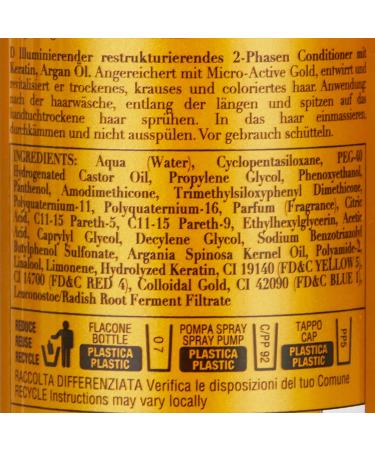 D Illuminierender restrukturierendes 2-Phasen Conditioner mit
Keratin, Argan Öl. Angereichert mit Micro-Active Gold, entwirrt und
revitalisiert er trockenes, krauses und coloriertes haar. Anwendung:
nach der haarwäsche, entlang der längen und spitzen auf das
handtuchtrockene haar sprühen. In das haar einmassieren,
durchkämmen und nicht ausspülen. Vor gebrauch schütteln.
INGREDIENTS: Aqua (Water), Cyclopentasiloxane, PEG-40
Hydrogenated Castor Oil, Propylene Glycol, Phenoxyethanol,
Panthenol, Amodimethicone, Trimethylsiloxyphenyl Dimethicone,
Polyquaternium-11, Polyquaternium-16, Parfum (Fragrance), Citric
Acid, C11-15 Pareth-5, C11-15 Pareth-9, Ethylhexylglycerin, Acetic
Acid, Caprylyl Glycol, Decylene Glycol, Sodium Benzotriazolyl
Butylphenol Sulfonate, Argania Spinosa Kernel Oil, Polyamide-2,
Linalool, Limonene, Hydrolyzed Keratin, CI 19140 (FD&C YELLOW 5),
CI 14700 (FD&C RED 4), Colloidal Gold, CI 42090 (FD&C BLUE 1),
Leuconostoc/Radish Root Ferment Filtrate
REDUCE
REUSE
RECYCLE
FLACONE
BOTTLE
PLASTICA
PLASTIC
07
POMPA SPRAY
SPRAY PUMP
PLASTICA
PLASTIC
C/PP 92
TAPPO
CAP
PLASTICA
PLASTIC
PP5
RACCOLTA DIFFERENZIATA Verifica le disposizioni del tuo Comune
RECYCLE Instructions may vary locally